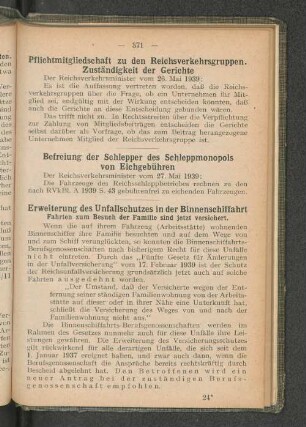 — 571 —
Pflichtmitgliedschaft zu den Reichsverkehrsgruppen.
Zuständigkeit der Gerichte
Der Reichsverkehrsminister vom 26. Mai 1939:
Es ist die Auffassung vertreten worden, daß die Reichs-
verkehrsgruppen über die Frage, ob ein Unternehmen ihr Mit-
glied sei, endgültig mit der Wirkung entscheiden könnten, daß
auch die Gerichte an diese Entscheidung gebunden wären.
Das trifft nicht zu. In Rechtsstreiten über die Verpflichtung
zur Zahlung von Mitgliedsbeiträgen entscheiden die Gerichte
selbst darüber als Vorfrage, ob das zum Beitrag herangezogene
Unternehmen Mitglied der Reichsverkehrsgruppe ist.
Befreiung der Schlepper des Schleppmonopols
von Eichgebühren
Der Reichsverkehrsminister vom 27. Mai 1939:
Die Fahrzeuge des Reichsschleppbetriebes rechnen zu den
nach RVkBl. A 1939 S. 43 gebührenfrei zu eichenden Fahrzeugen.
Erweiterung des Unfallschutzes in der Binnenschiffahrt
Fahrten zum Besuch der Familie sind jetzt versichert.
Wenn die auf ihrem Fahrzeug (Arbeitsstätte) wohnenden
Binnenschiffer ihre Familie besuchten und auf dem Wege von
und zum Schiff verunglückten, so konnten die Binnenschiffahrts-
Berufsgenossenschaften nach bisherigem Recht für diese Unfälle
nicht eintreten. Durch das „Fünfte Gesetz für Änderungen
in der Unfallversicherung" vom 17. Februar 1939 ist der Schutz
der Reichsunfallversicherung grundsätzlich jetzt auch auf solche
Fahrten ausgedehnt worden.
„Der Umstand, daß der Versicherte wegen der Ent-
fernung seiner ständigen Familienwohnung von der Arbeits-
stätte auf dieser oder in ihrer Nähe eine Unterkunft hat,
schließt die Versicherung des Weges von und nach der
Familienwohnung nicht aus."
Die Binnenschiffahrts-Berufsgenossenschaften werden im
Rahmen des Gesetzes nunmehr auch für diese Unfälle ihre Lei-
stungen gewähren. Die Erweiterung des Versicherungsschutzes
gilt rückwirkend für alle derartigen Unfälle, die sich seit dem
1. Januar 1937 ereignet haben, und zwar auch dann, wenn die
Berufsgenossenschaft die Ansprüche bereits rechtskräftig durch
Bescheid abgelehnt hat. Den Betroffenen wird ein
neuer Antrag bei der zuständigen Berufs-
genossenschaft empfohlen.
24*